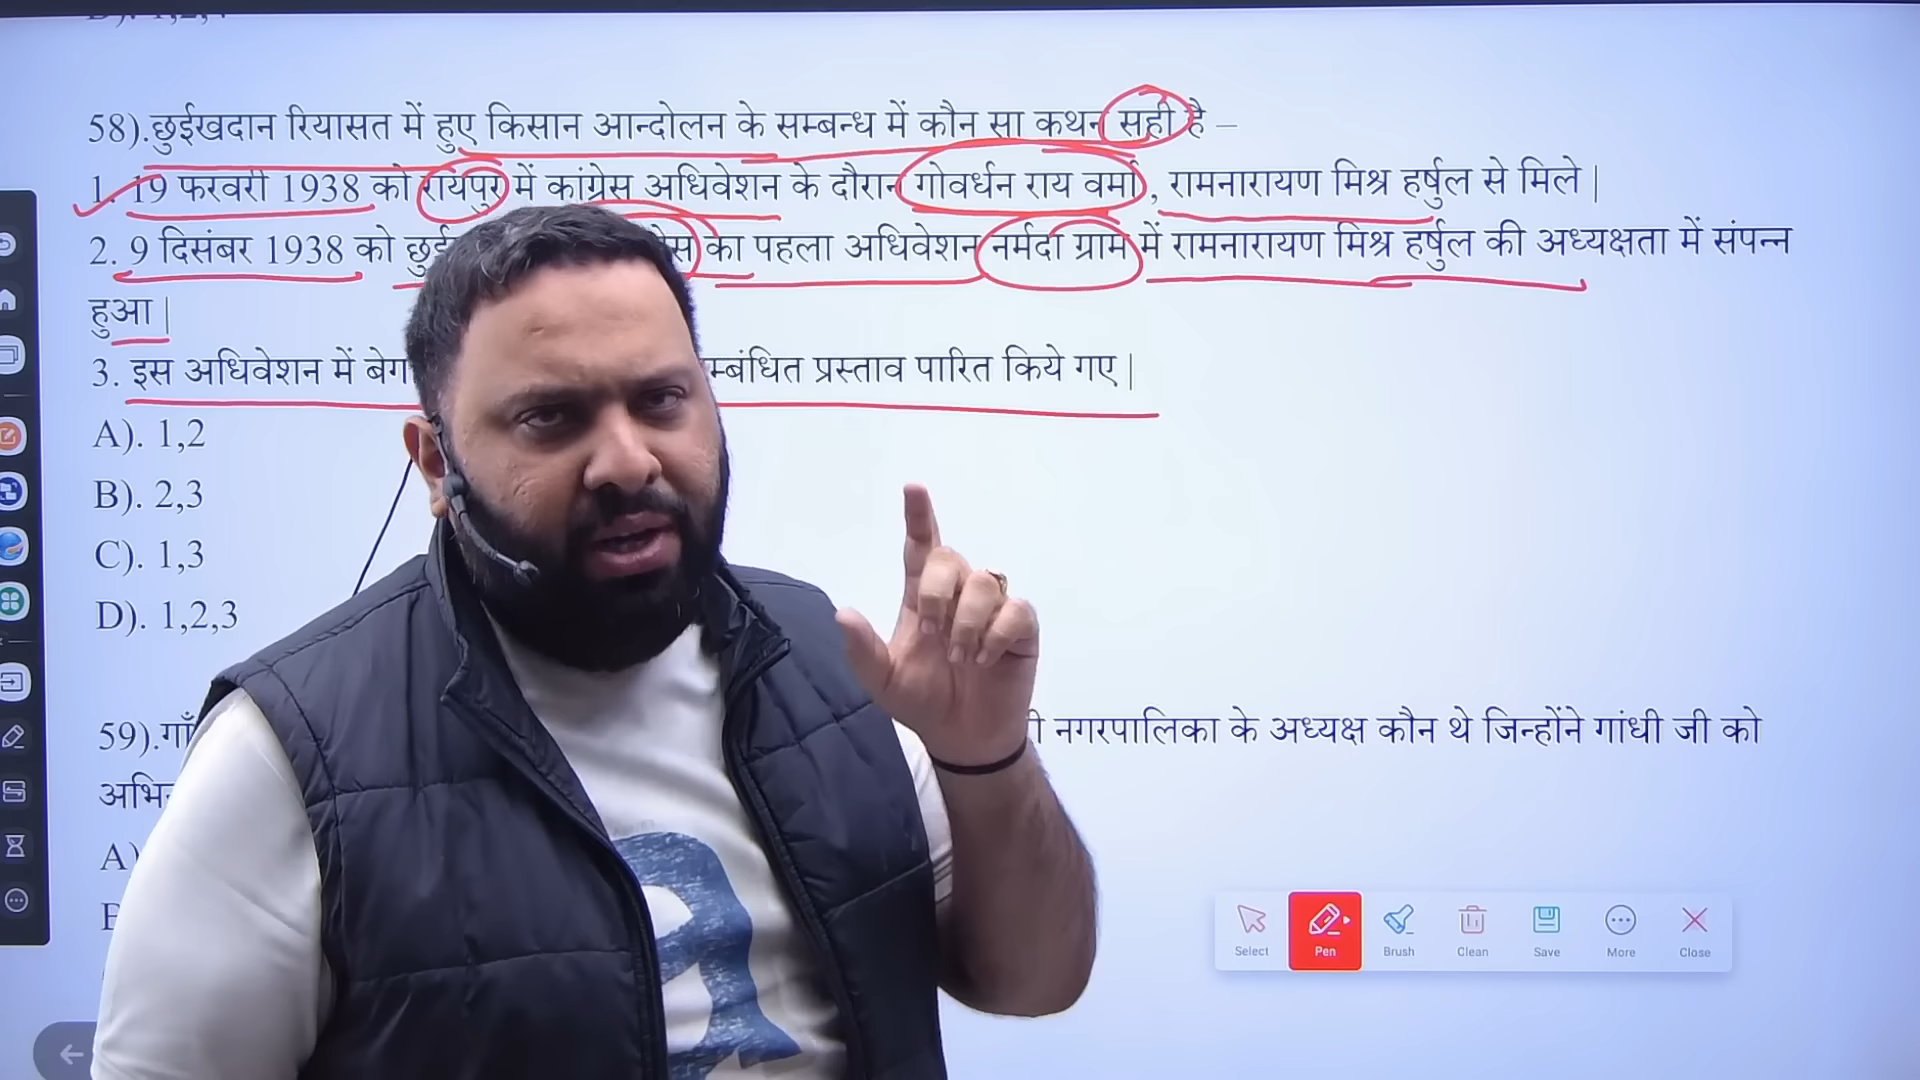 58).छुईखदान रियासत में हुए किसान आन्दोलन के सम्बन्ध में कौन सा कथन सही है –
1. 19 फरवरी 1938 को रायपुर में कांग्रेस अधिवेशन के दौरान गोवर्धन राय वर्मा , रामनारायण मिश्र हर्षुल से मिले |
2. 9 दिसंबर 1938 को का पहला अधिवेशन नर्मदा ग्राम में रामनारायण मिश्र हर्षुल की अध्यक्षता में संपन्न
हुआ |
3. इस अधिवेशन में प्रस्ताव पारित किये गए |
A). 1,2
B). 2,3
C). 1,3
D). 1,2,3
59). नगरपालिका के अध्यक्ष कौन थे जिन्होंने गांधी जी को
A)
Select Pen Brush Clean Save More Close